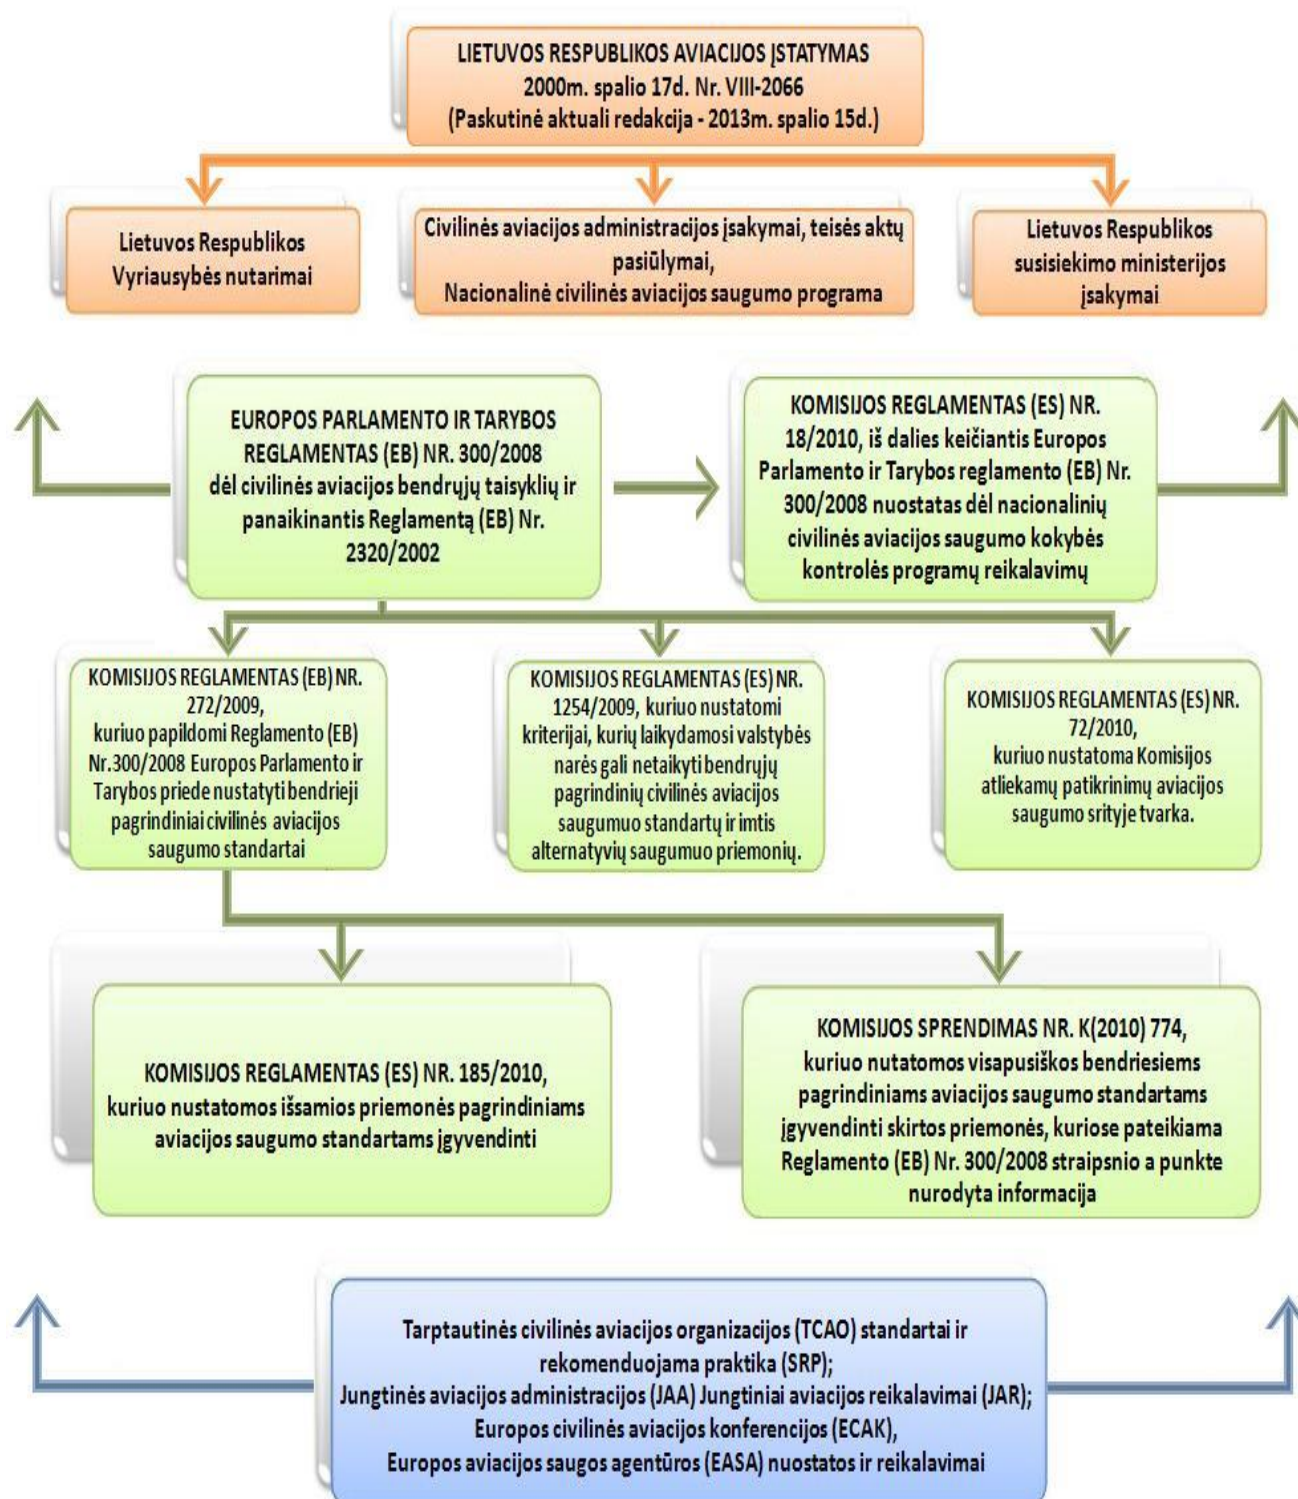 LIETUVOS RESPUBLIKOS AVIACIJOS ĮSTATYMAS
2000m. spalio 17d. Nr. VIII-2066
(Paskutinė aktuali redakcija - 2013m. spalio 15d.)
Lietuvos Respublikos
Vyriausybės nutarimai
Civilinės aviacijos administracijos įsakymai, teisės aktų
pasiūlymai,
Nacionalinė civilinės aviacijos saugumo programa
Lietuvos Respublikos
susisiekimo ministerijos
įsakymai
EUROPOS PARLAMENTO IR TARYBOS
REGLAMENTAS (EB) NR. 300/2008
dėl civilinės aviacijos bendrųjų taisyklių ir
panaikinantis Reglamentą (EB) Nr.
2320/2002
KOMISIJOS REGLAMENTAS (ES) NR.
18/2010, iš dalies keičiantis Europos
Parlamento ir Tarybos reglamento (EB) Nr.
300/2008 nuostatas dėl nacionalinių
civilinės aviacijos saugumo kokybės
kontrolės programų reikalavimų
KOMISIJOS REGLAMENTAS (EB) NR.
272/2009,
kuriuo papildomi Reglamento (EB)
Nr.300/2008 Europos Parlamento ir
Tarybos priede nustatyti bendrieji
pagrindiniai civilinės aviacijos
saugumo standartai
KOMISIJOS REGLAMENTAS (ES) NR.
1254/2009, kuriuo nustatomi
kriterijai, kurių laikydamosi valstybės
narės gali netaikyti bendrųjų
pagrindinių civilinės aviacijos
saugumuo standartų ir imtis
alternatyvių saugumuo priemonių.
KOMISIJOS REGLAMENTAS (ES) NR.
72/2010,
kuriuo nustatoma Komisijos
atliekamų patikrinimų aviacijos
saugumo srityje tvarka.
KOMISIJOS REGLAMENTAS (ES) NR. 185/2010,
kuriuo nustatomos išsamios priemonės pagrindiniams
aviacijos saugumo standartams įgyvendinti
KOMISIJOS SPRENDIMAS NR. K(2010) 774,
kuriuo nutatomos visapusiškos bendriesiems
pagrindiniams aviacijos saugumo standartams
įgyvendinti skirtos priemonės, kuriose pateikiama
Reglamento (EB) Nr. 300/2008 straipsnio a punkte
nurodyta informacija
Tarptautinės civilinės aviacijos organizacijos (TCAO) standartai ir
rekomenduojama praktika (SRP);
Jungtinės aviacijos administracijos (JAA) Jungtiniai aviacijos reikalavimai (JAR);
Europos civilinės aviacijos konferencijos (ECAK),
Europos aviacijos saugos agentūros (EASA) nuostatos ir reikalavimai